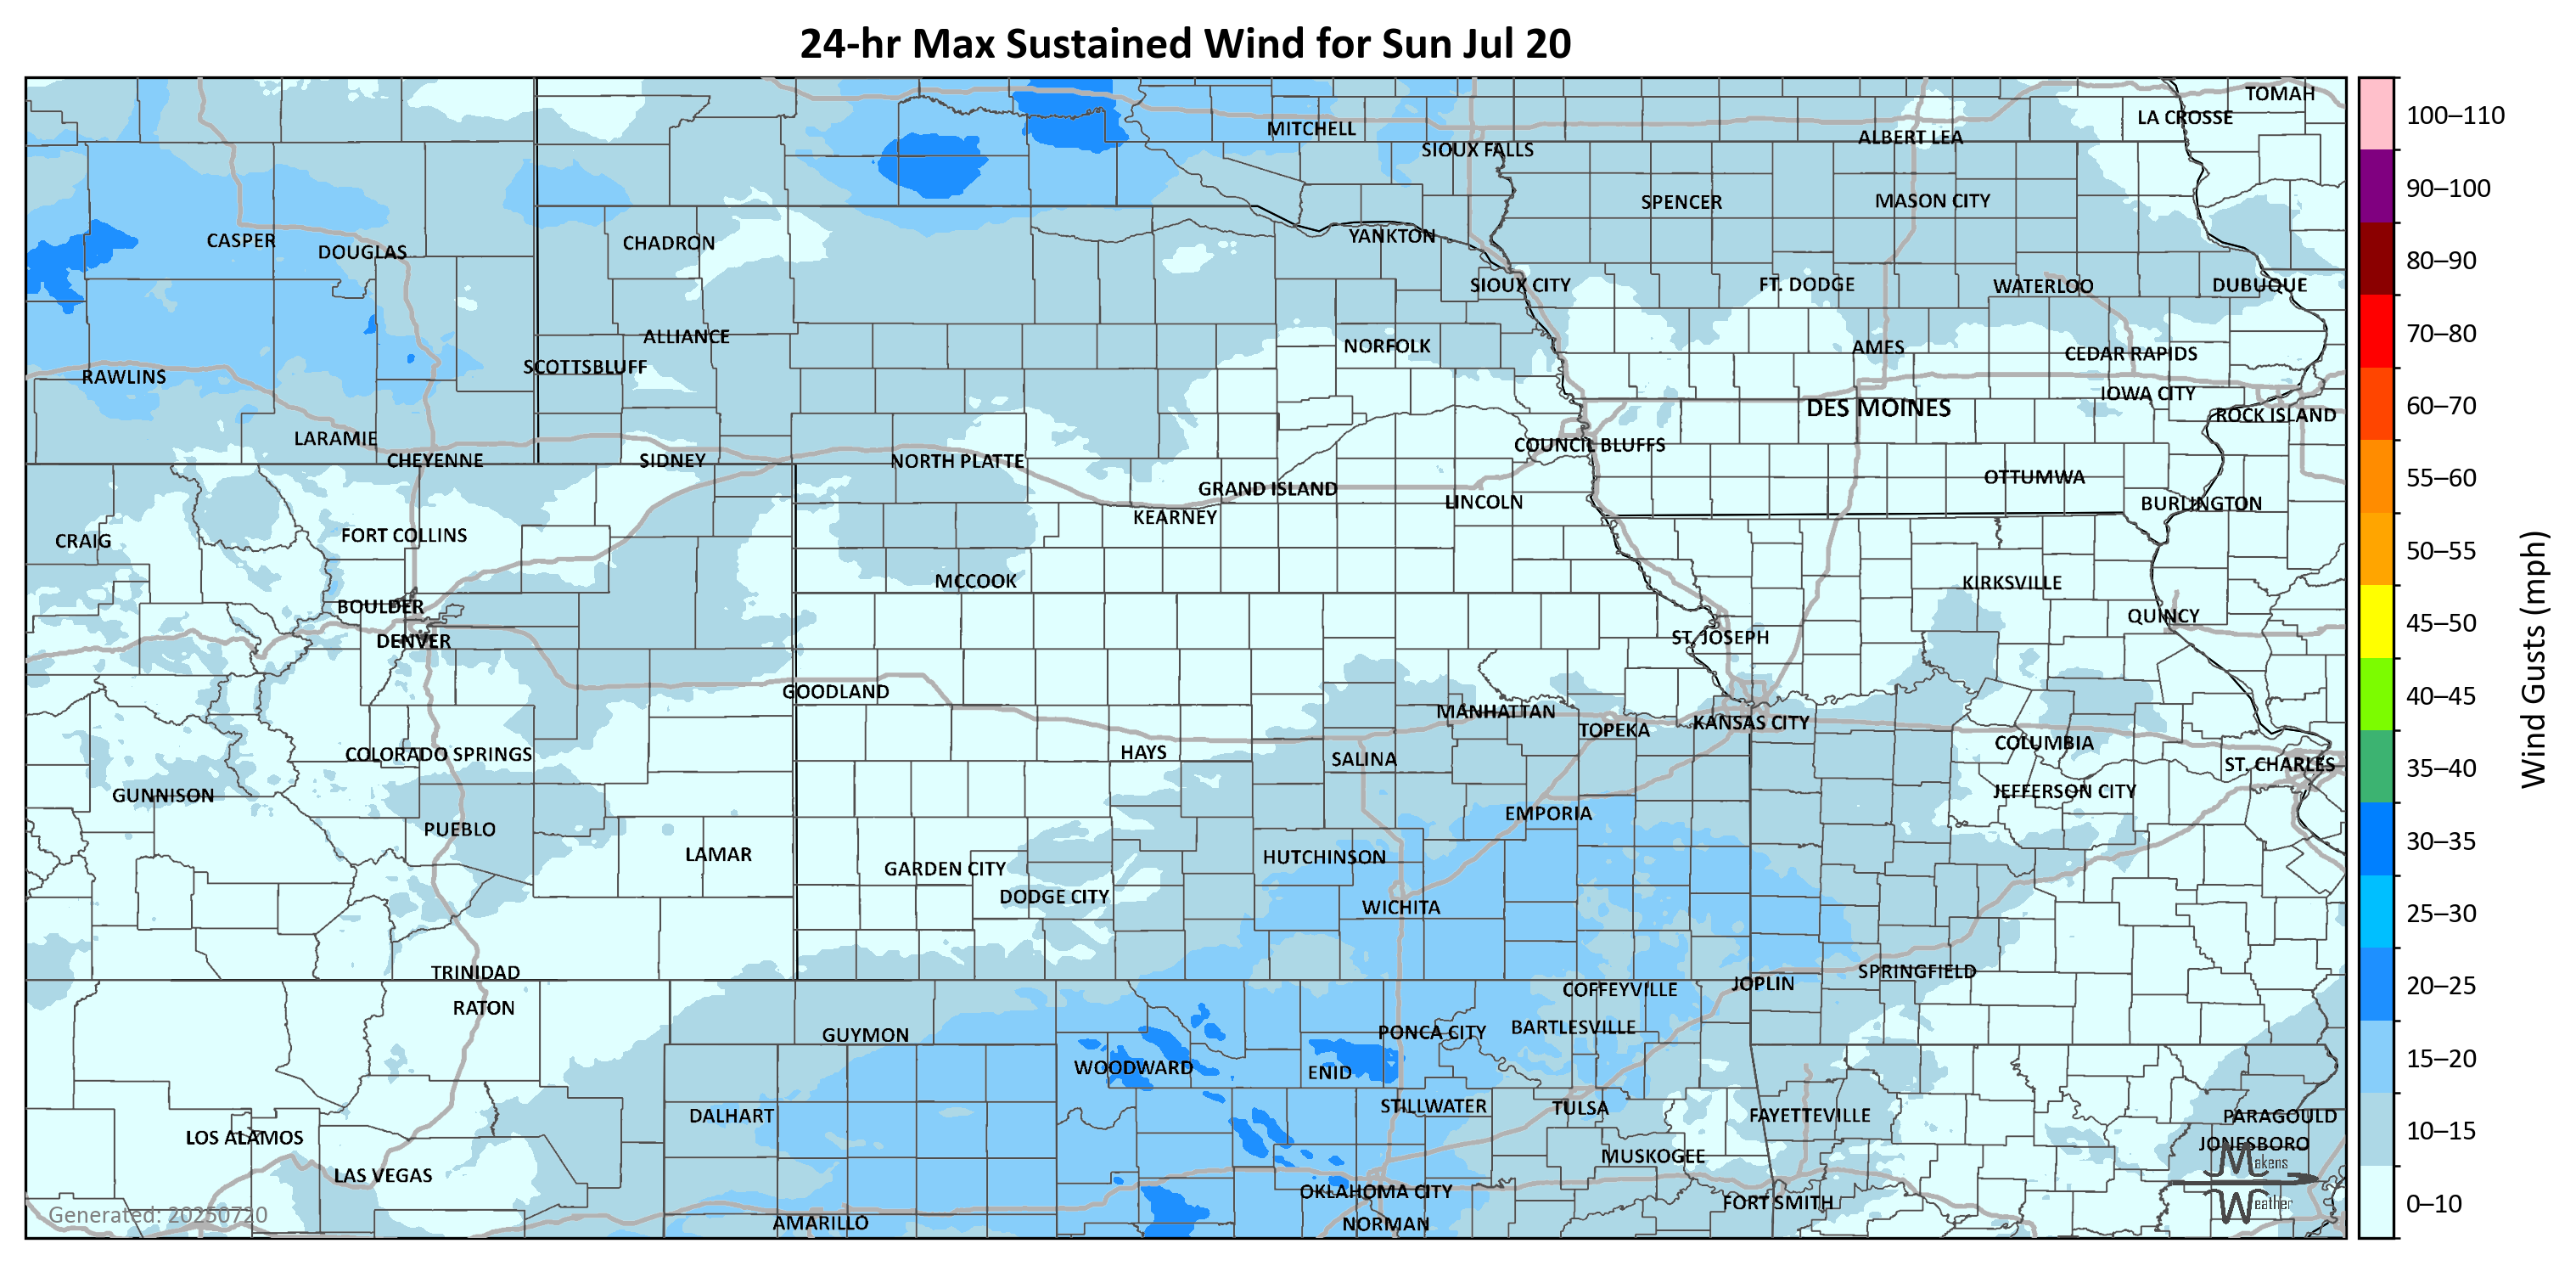 24-hr Max Sustained Wind for Sun Jul 20
TOMAH
LA CROSSE
MITCHELL
ALBERT LEA
SIOUX FALLS
SPENCER
MASON CITY
CASPER
DOUGLAS
CHADRON
YANKTON
SIOUX CITY
FT. DODGE
WATERLOO
DUBUQUE
ALLIANCE
NORFOLK
AMES
CEDAR RAPIDS
SCOTTSBLUFF
RAWLINS
IOWA CITY
DES MOINES
ROCK ISLAND
LARAMIE
COUNCIL BLUFFS
CHEYENNE
SIDNEY
NORTH PLATTE
OTTUMWA
GRAND ISLAND
LINCOLN
BURLINGTON
KEARNEY
FORT COLLINS
CRAIG
MCCOOK
KIRKSVILLE
BOULDER
QUINCY
DENVER
ST. JOSEPH
GOODLAND
MANHATTAN
TOPEKA
KANSAS CITY
COLORADO SPRINGS
HAYS
SALINA
COLUMBIA
ST. CHARLES
GUNNISON
JEFFERSON CITY
EMPORIA
PUEBLO
LAMAR
HUTCHINSON
GARDEN CITY
DODGE CITY
WICHITA
TRINIDAD
SPRINGFIELD
JOPLIN
COFFEYVILLE
RATON
GUYMON
PONCA CITY
BARTLESVILLE
WOODWARD
ENID
DALHART
STILLWATER
TULSA
FAYETTEVILLE
PARAGOULD
LOS ALAMOS
JONESBORO
MUSKOGEE
LAS VEGAS
OKLAHOMA CITY
FORT SMITH
AMARILLO
NORMAN
Makens
Weather
Generated: 20250720
100–110
90–100
80–90
70–80
60–70
55–60
50–55
45–50
40–45
35–40
30–35
25–30
20–25
15–20
10–15
0–10
Wind Gusts (mph)